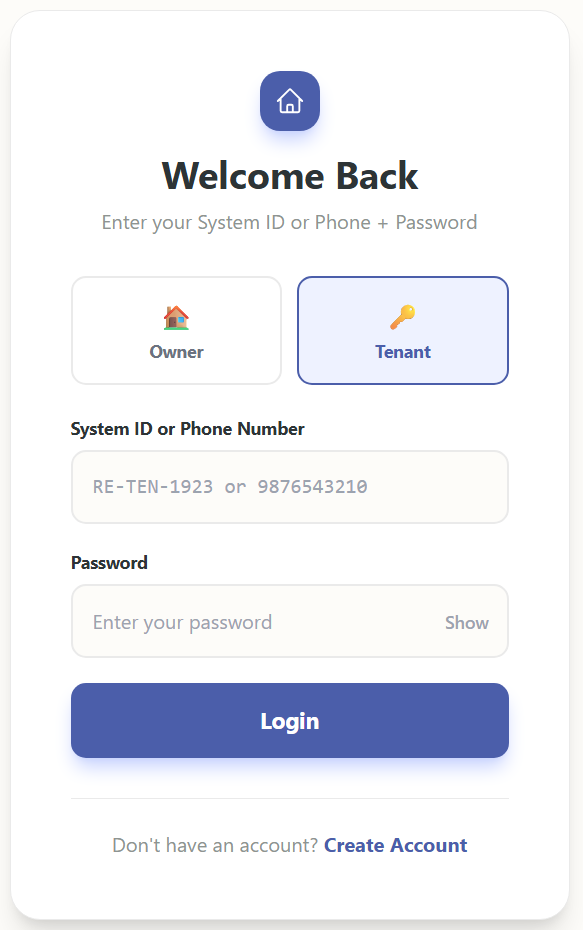 Welcome Back
Enter your System ID or Phone + Password
Owner
Tenant
System ID or Phone Number
RE-TEN-1923 or 9876543210
Password
Enter your password
Show
Login
Don't have an account? Create Account